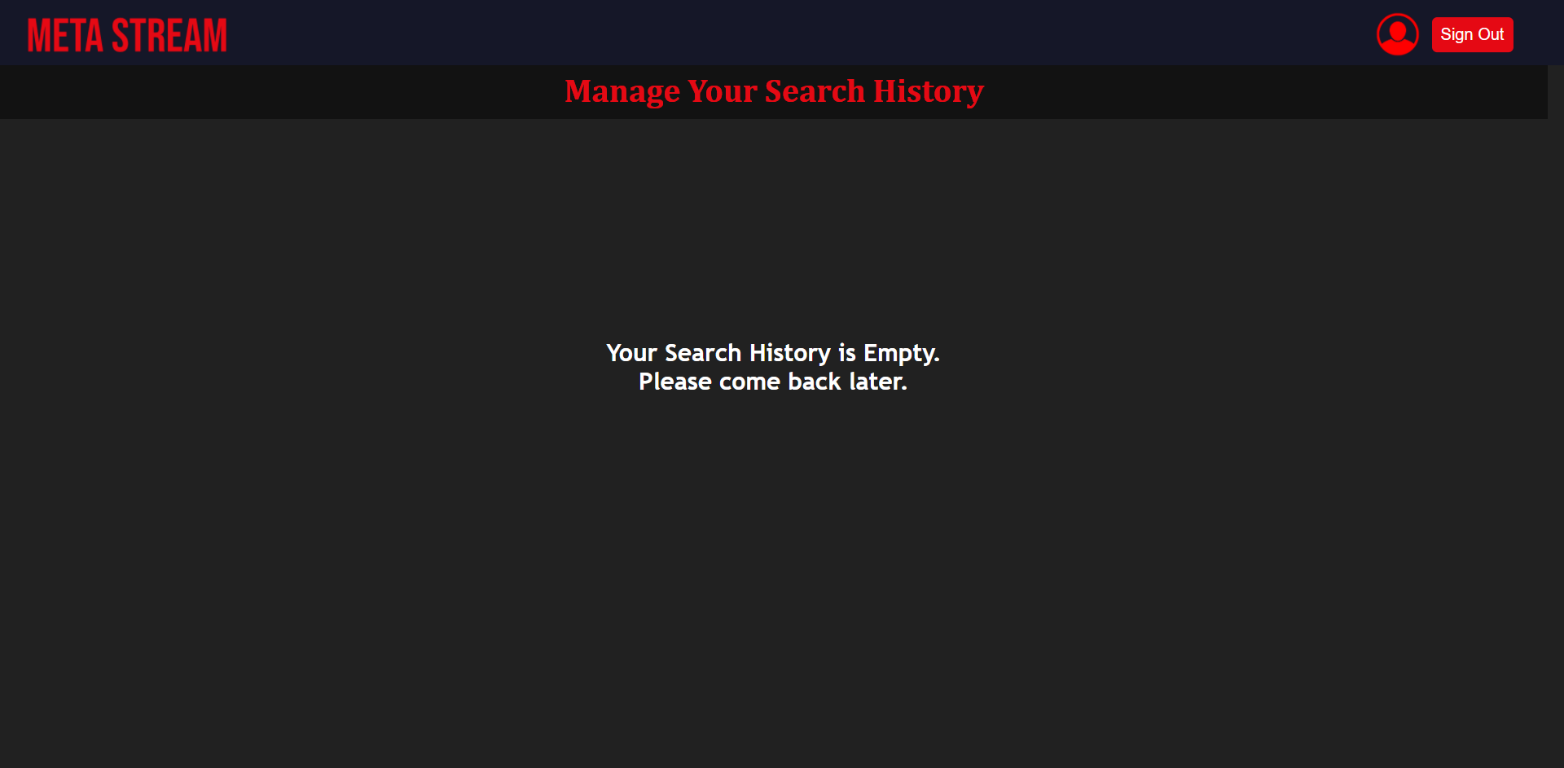 META STREAM
Sign Out
Manage Your Search History
Your Search History is Empty.
Please come back later.